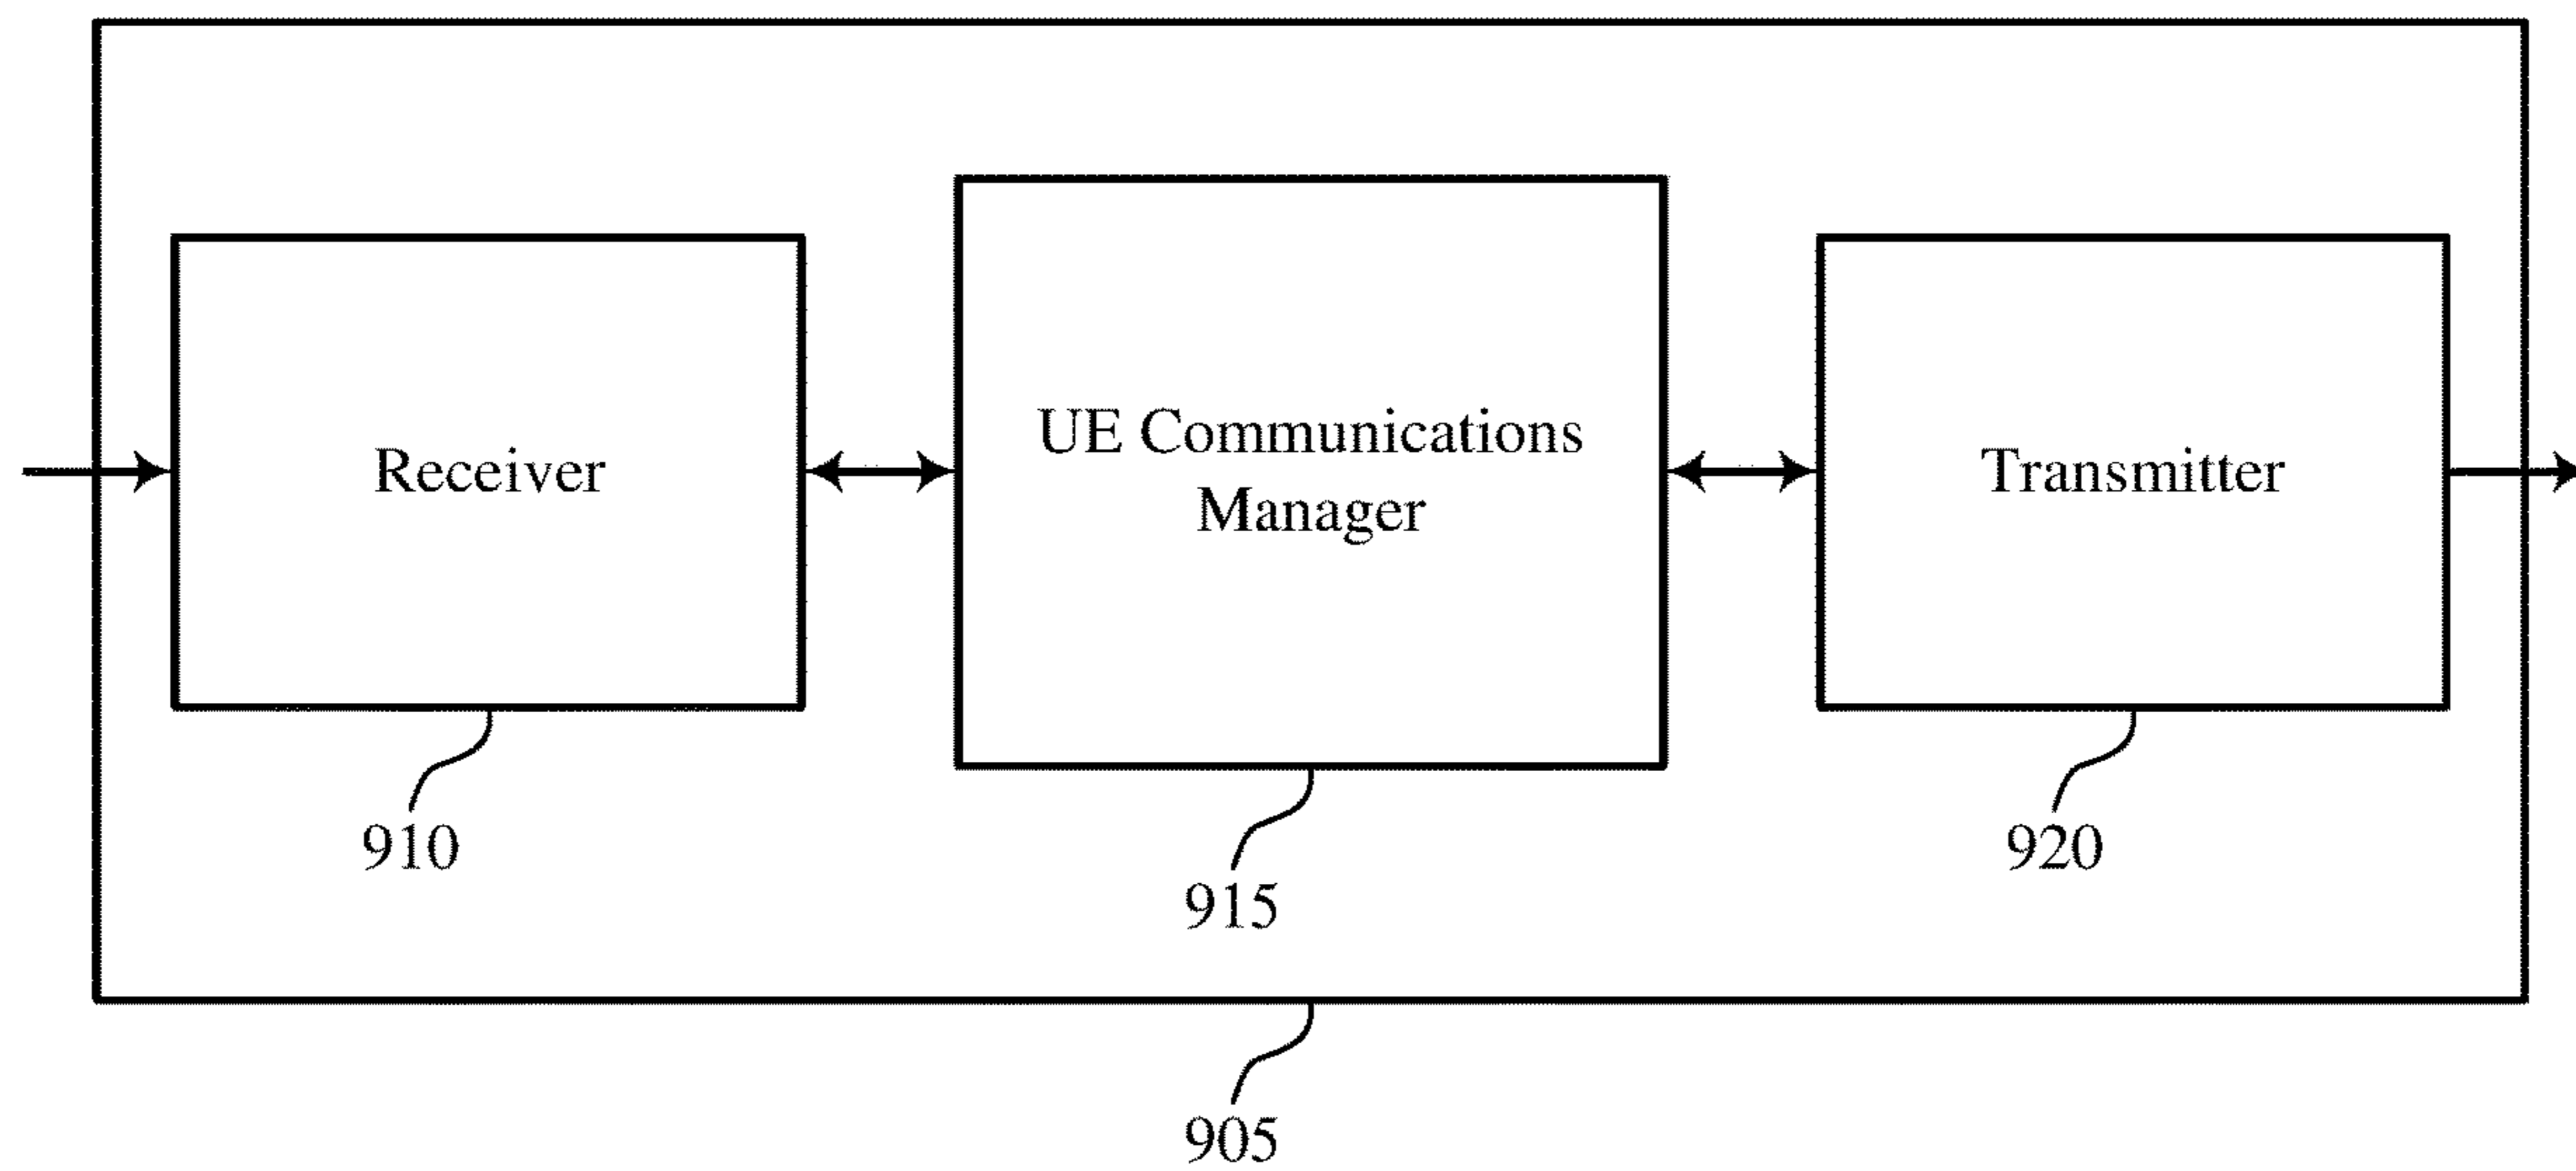 Receiver
UE Communications
Manager
Transmitter
910
915
920
905